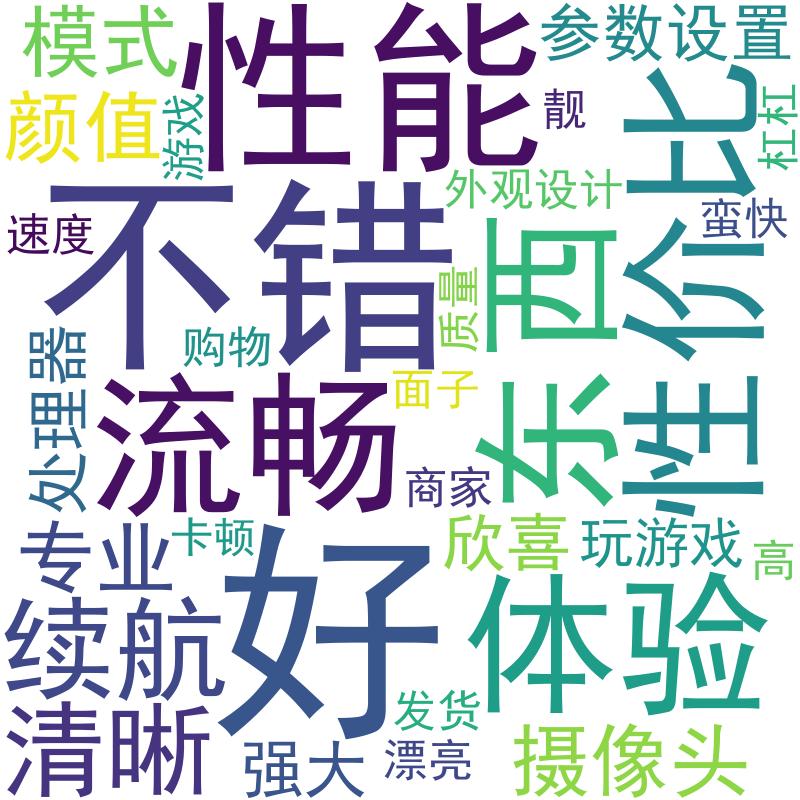 模式
性能
参数设置
颜值
游戏
靓
杠杠
性价比
不错
外观设计
蛮快
速度
东西
质量
处理器
购物
面子
流畅
商家
专业
卡顿
好
欣喜
玩游戏
高
续航
体验
清晰
发货
强大
漂亮
摄像头